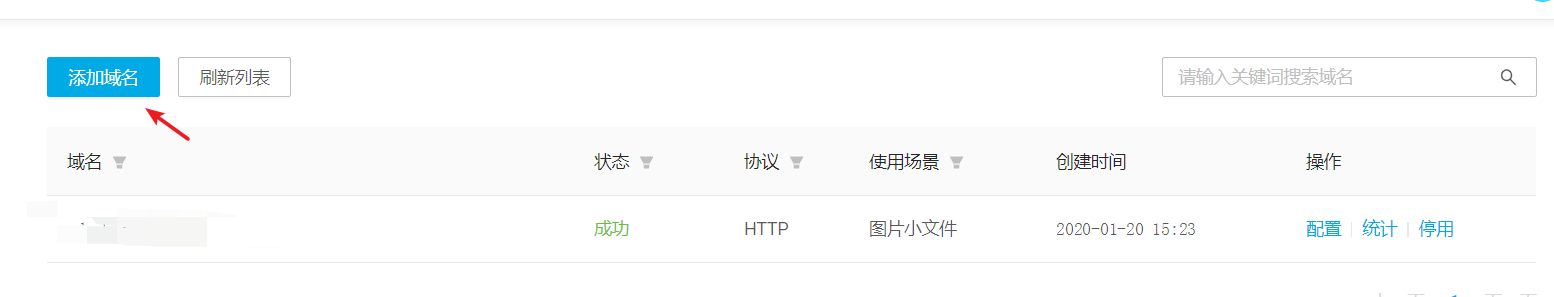 添加域名 刷新列表 请输入关键词搜索域名
域名 状态 协议 使用场景 创建时间 操作
成功 HTTP 图片小文件 2020-01-20 15:23 配置 统计 停用